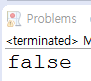 Problems
<terminated> M
false